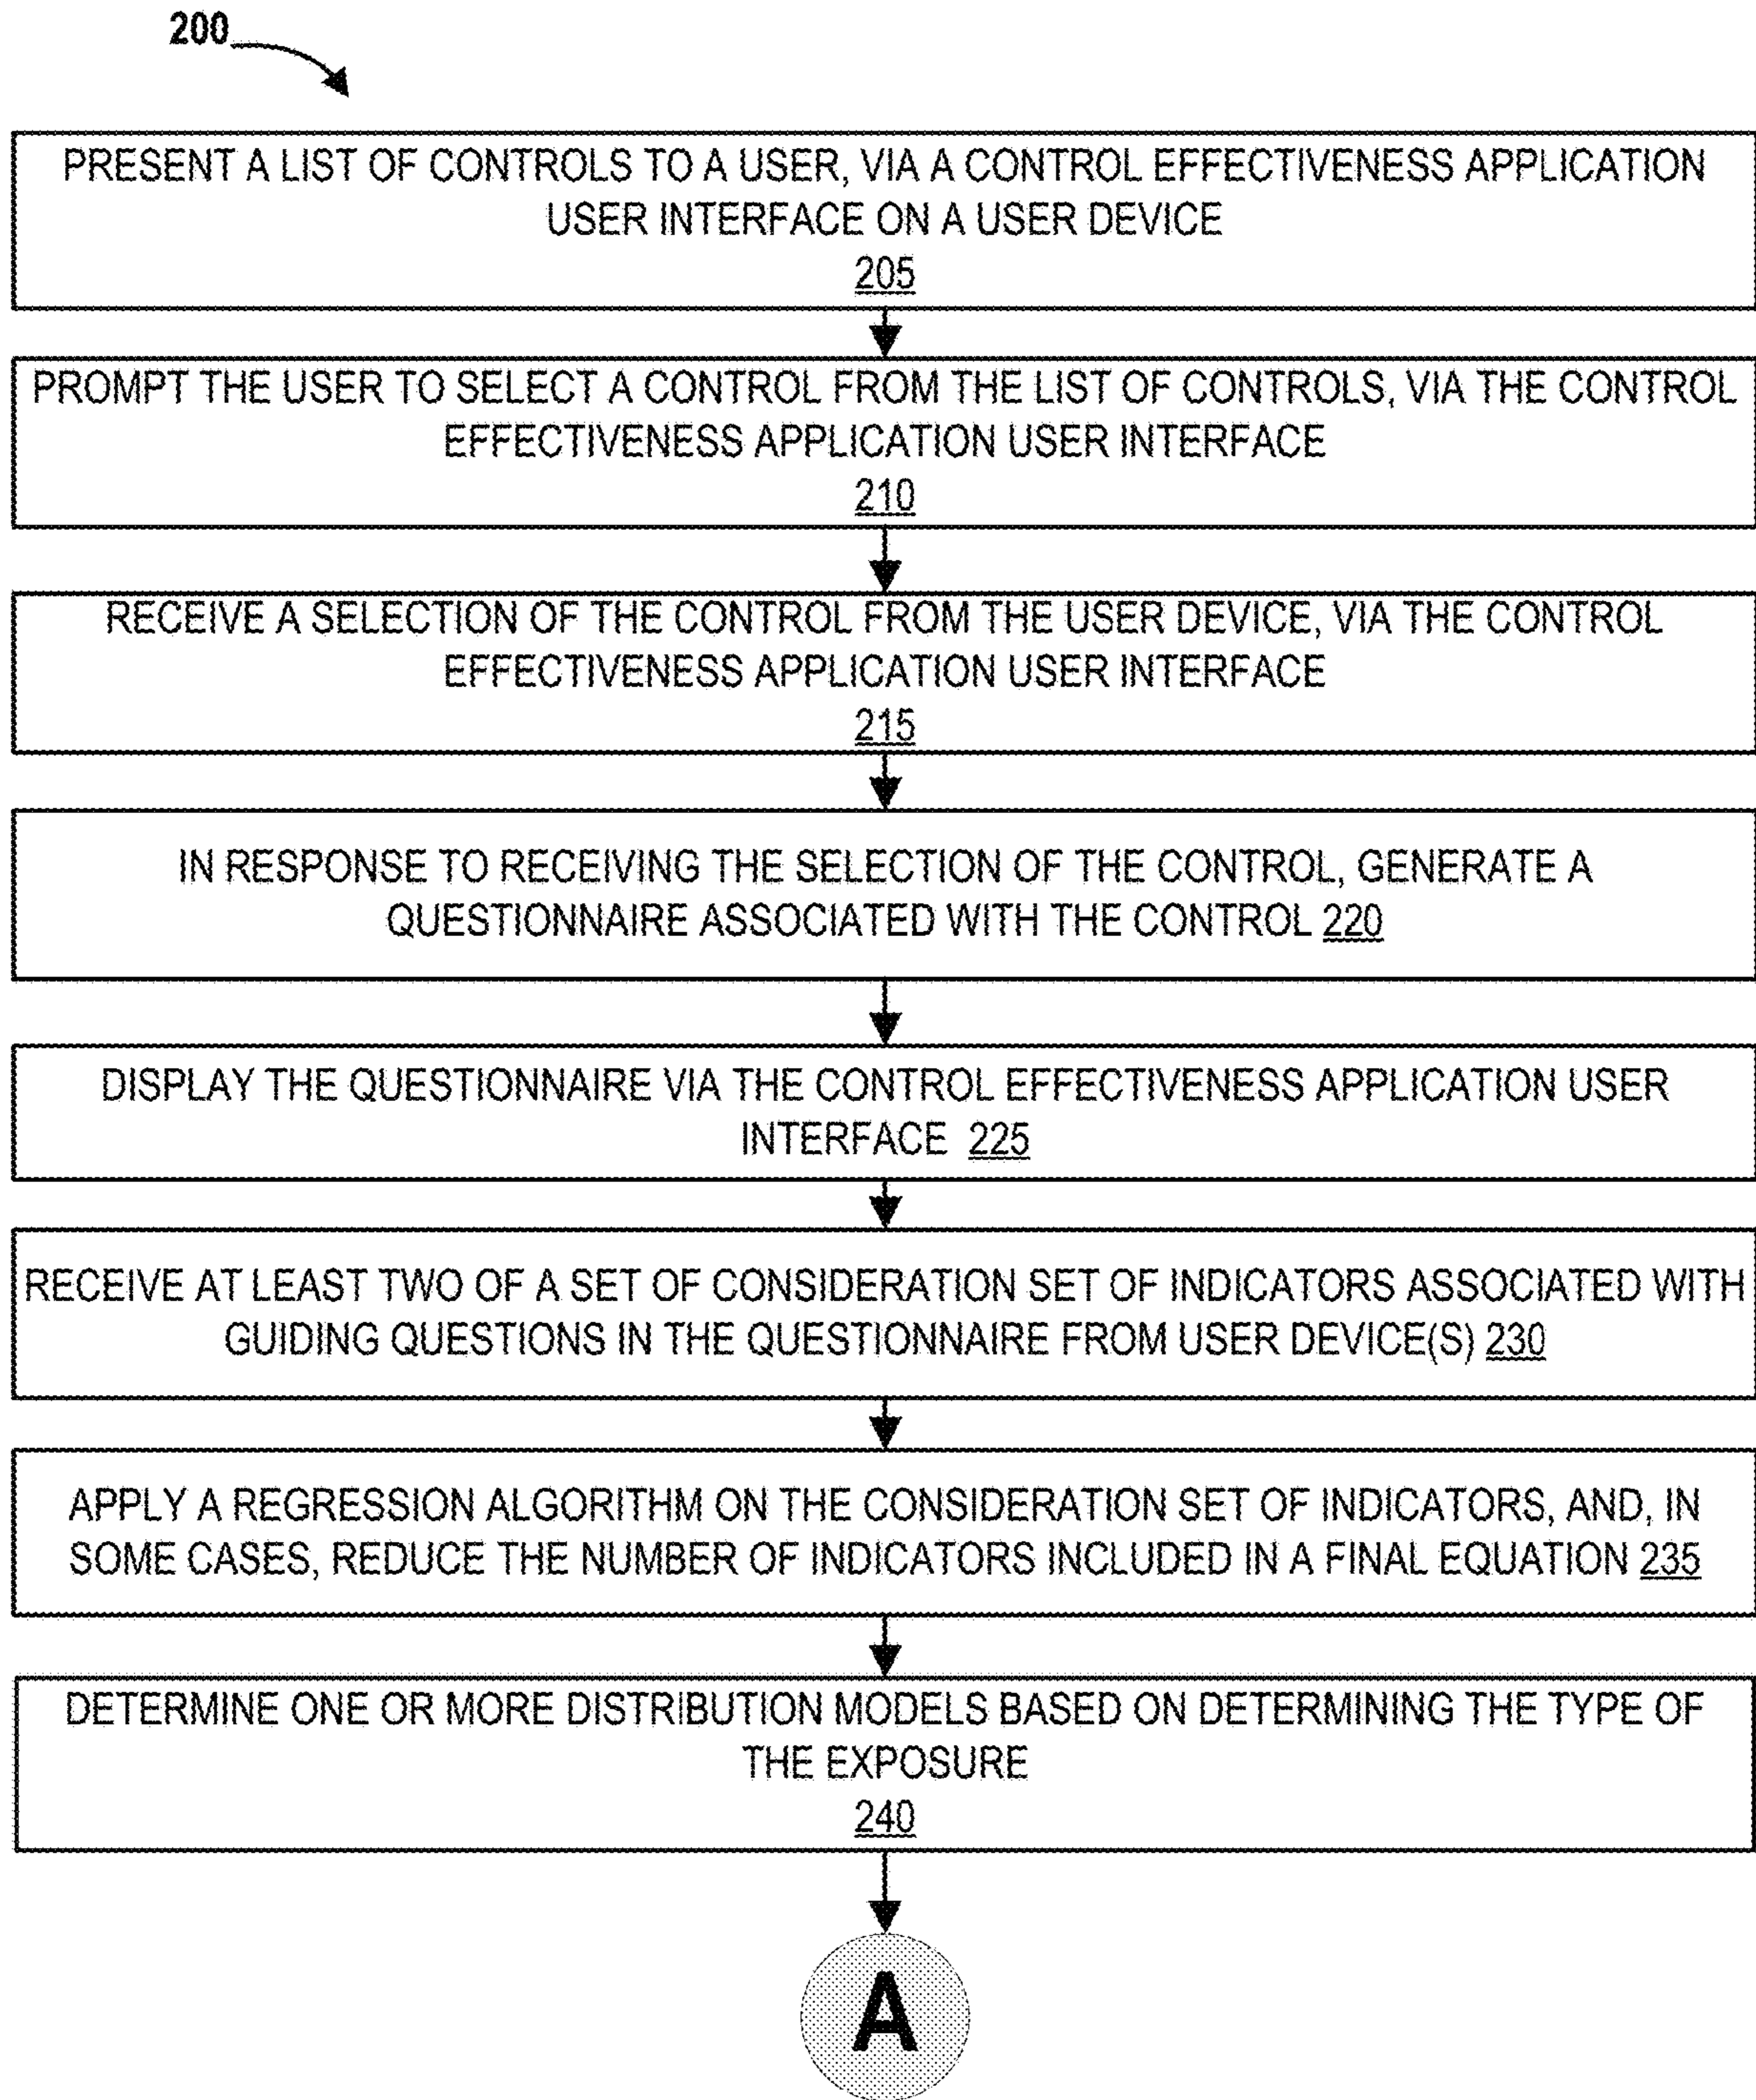 200
PRESENT A LIST OF CONTROLS TO A USER, VIA A CONTROL EFFECTIVENESS APPLICATION
USER INTERFACE ON A USER DEVICE
205
PROMPT THE USER TO SELECT A CONTROL FROM THE LIST OF CONTROLS, VIA THE CONTROL
EFFECTIVENESS APPLICATION USER INTERFACE
210
RECEIVE A SELECTION OF THE CONTROL FROM THE USER DEVICE, VIA THE CONTROL
EFFECTIVENESS APPLICATION USER INTERFACE
215
IN RESPONSE TO RECEIVING THE SELECTION OF THE CONTROL, GENERATE A
QUESTIONNAIRE ASSOCIATED WITH THE CONTROL 220
DISPLAY THE QUESTIONNAIRE VIA THE CONTROL EFFECTIVENESS APPLICATION USER
INTERFACE 225
RECEIVE AT LEAST TWO OF A SET OF CONSIDERATION SET OF INDICATORS ASSOCIATED WITH
GUIDING QUESTIONS IN THE QUESTIONNAIRE FROM USER DEVICE(S) 230
APPLY A REGRESSION ALGORITHM ON THE CONSIDERATION SET OF INDICATORS, AND, IN
SOME CASES, REDUCE THE NUMBER OF INDICATORS INCLUDED IN A FINAL EQUATION 235
DETERMINE ONE OR MORE DISTRIBUTION MODELS BASED ON DETERMINING THE TYPE OF
THE EXPOSURE
240
A